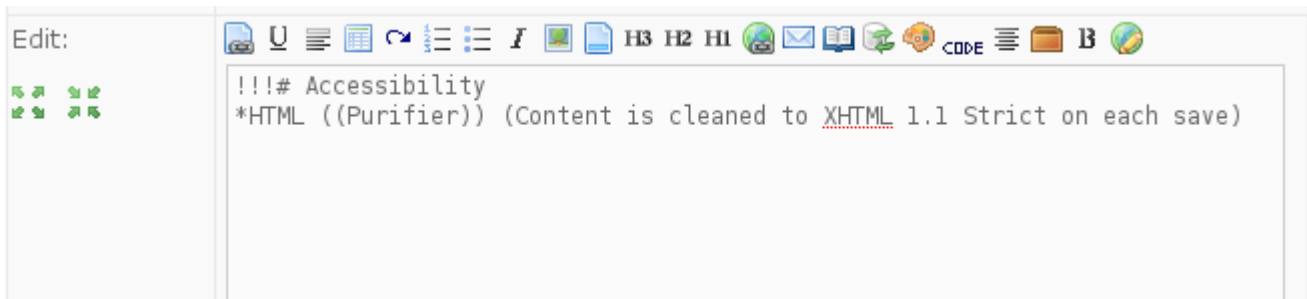 Edit:
U I H3 H2 H1 CODE B
!!!# Accessibility
*HTML ((Purifier)) (Content is cleaned to XHTML 1.1 Strict on each save)